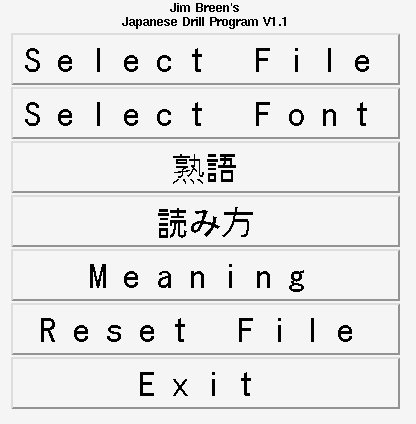 Jim Breen's
Japanese Drill Program V1.1
Select File
Select Font
熟語
読み方
Meaning
Reset File
Exit